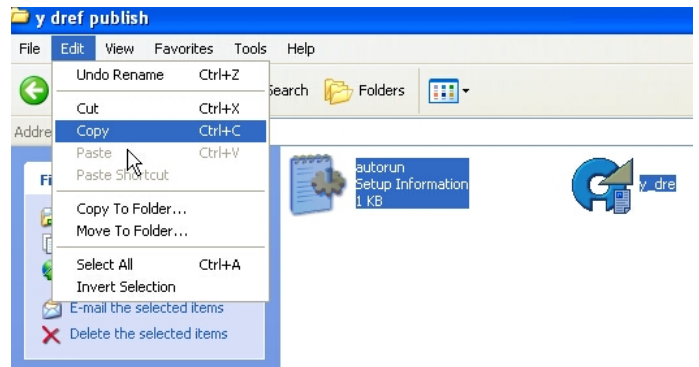 y dref publish
File Edit View Favorites Tools Help
Search Folders
Addre
Undo Rename Ctrl+Z
Cut Ctrl+X
Copy Ctrl+C
Paste Ctrl+V
Paste Shortcut
Copy To Folder...
Move To Folder...
Select All Ctrl+A
Invert Selection
Fi
E-mail the selected items
Delete the selected items
autorun
Setup Information
1 KB
y_dre